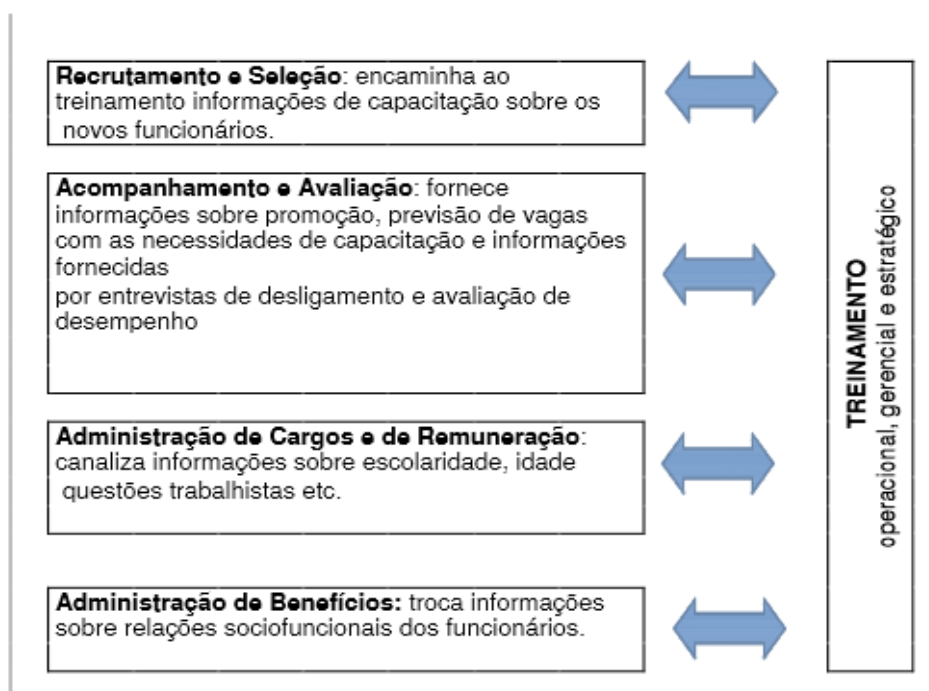 Recrutamento e Seleção: encaminha ao
treinamento informações de capacitação sobre os
novos funcionários.
Acompanhamento e Avaliação: fornece
informações sobre promoção, previsão de vagas
com as necessidades de capacitação e informações
fornecidas
por entrevistas de desligamento e avaliação de
desempenho
Administração de Cargos e de Remuneração:
canaliza informações sobre escolaridade, idade
questões trabalhistas etc.
Administração de Benefícios: troca informações
sobre relações sociofuncionais dos funcionários.
TREINAMENTO
operacional, gerencial e estratégico